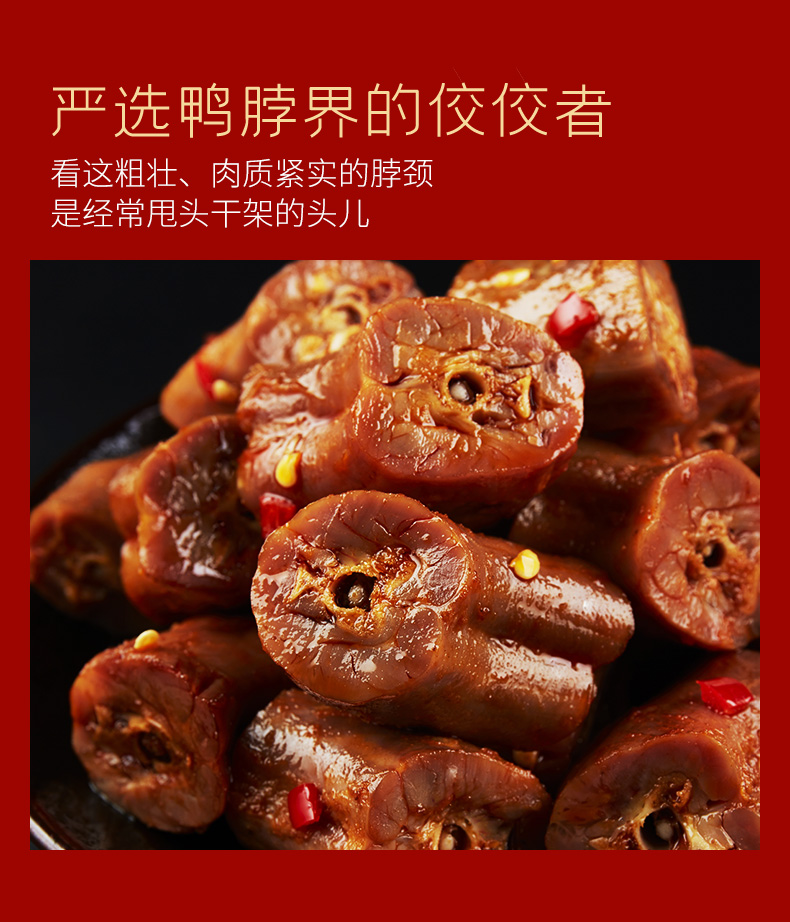 严选鸭脖界的佼佼者
看这粗壮、肉质紧实的脖颈
是经常甩头干架的头儿